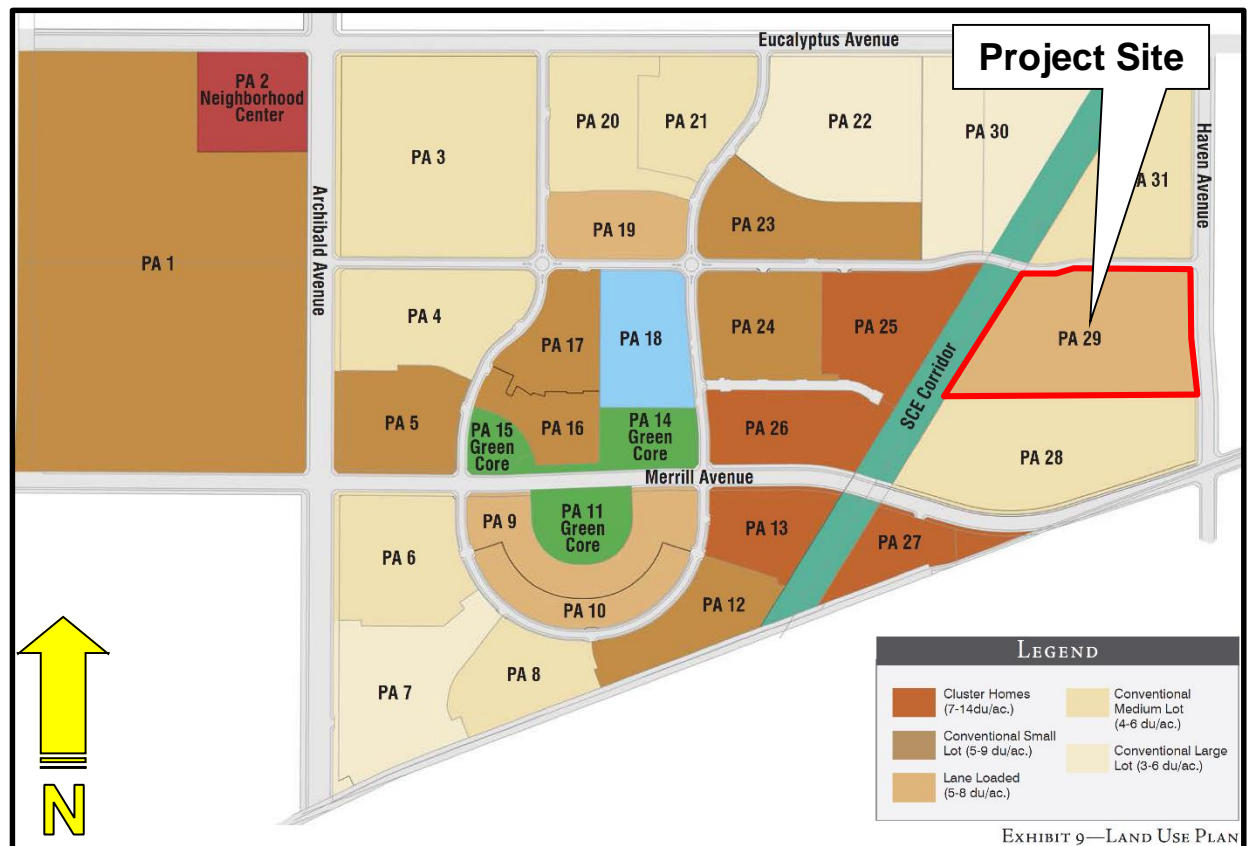 Eucalyptus Avenue
Project Site
PA 2
Neighborhood
Center
PA 20
PA 21
PA 22
PA 30
PA 3
Haven Avenue
A 31
Archibald Avenue
PA 19
PA 23
PA 1
PA 4
PA 17
PA 18
PA 24
PA 25
PA 29
SCE Corridor
PA 5
PA 15
Green
Core
PA 16
PA 14
Green
Core
PA 26
PA 28
Merrill Avenue
PA 9
PA 11
Green
Core
PA 13
PA 27
PA 6
PA 10
PA 12
PA 7
PA 8
N
LEGEND
Cluster Homes
(7-14du/ac.)
Conventional Small
Lot (5-9 du/ac.)
Lane Loaded
(5-8 du/ac.)
Conventional
Medium Lot
(4-6 du/ac.)
Conventional Large
Lot (3-6 du/ac.)
EXHIBIT 9—LAND USE PLAN